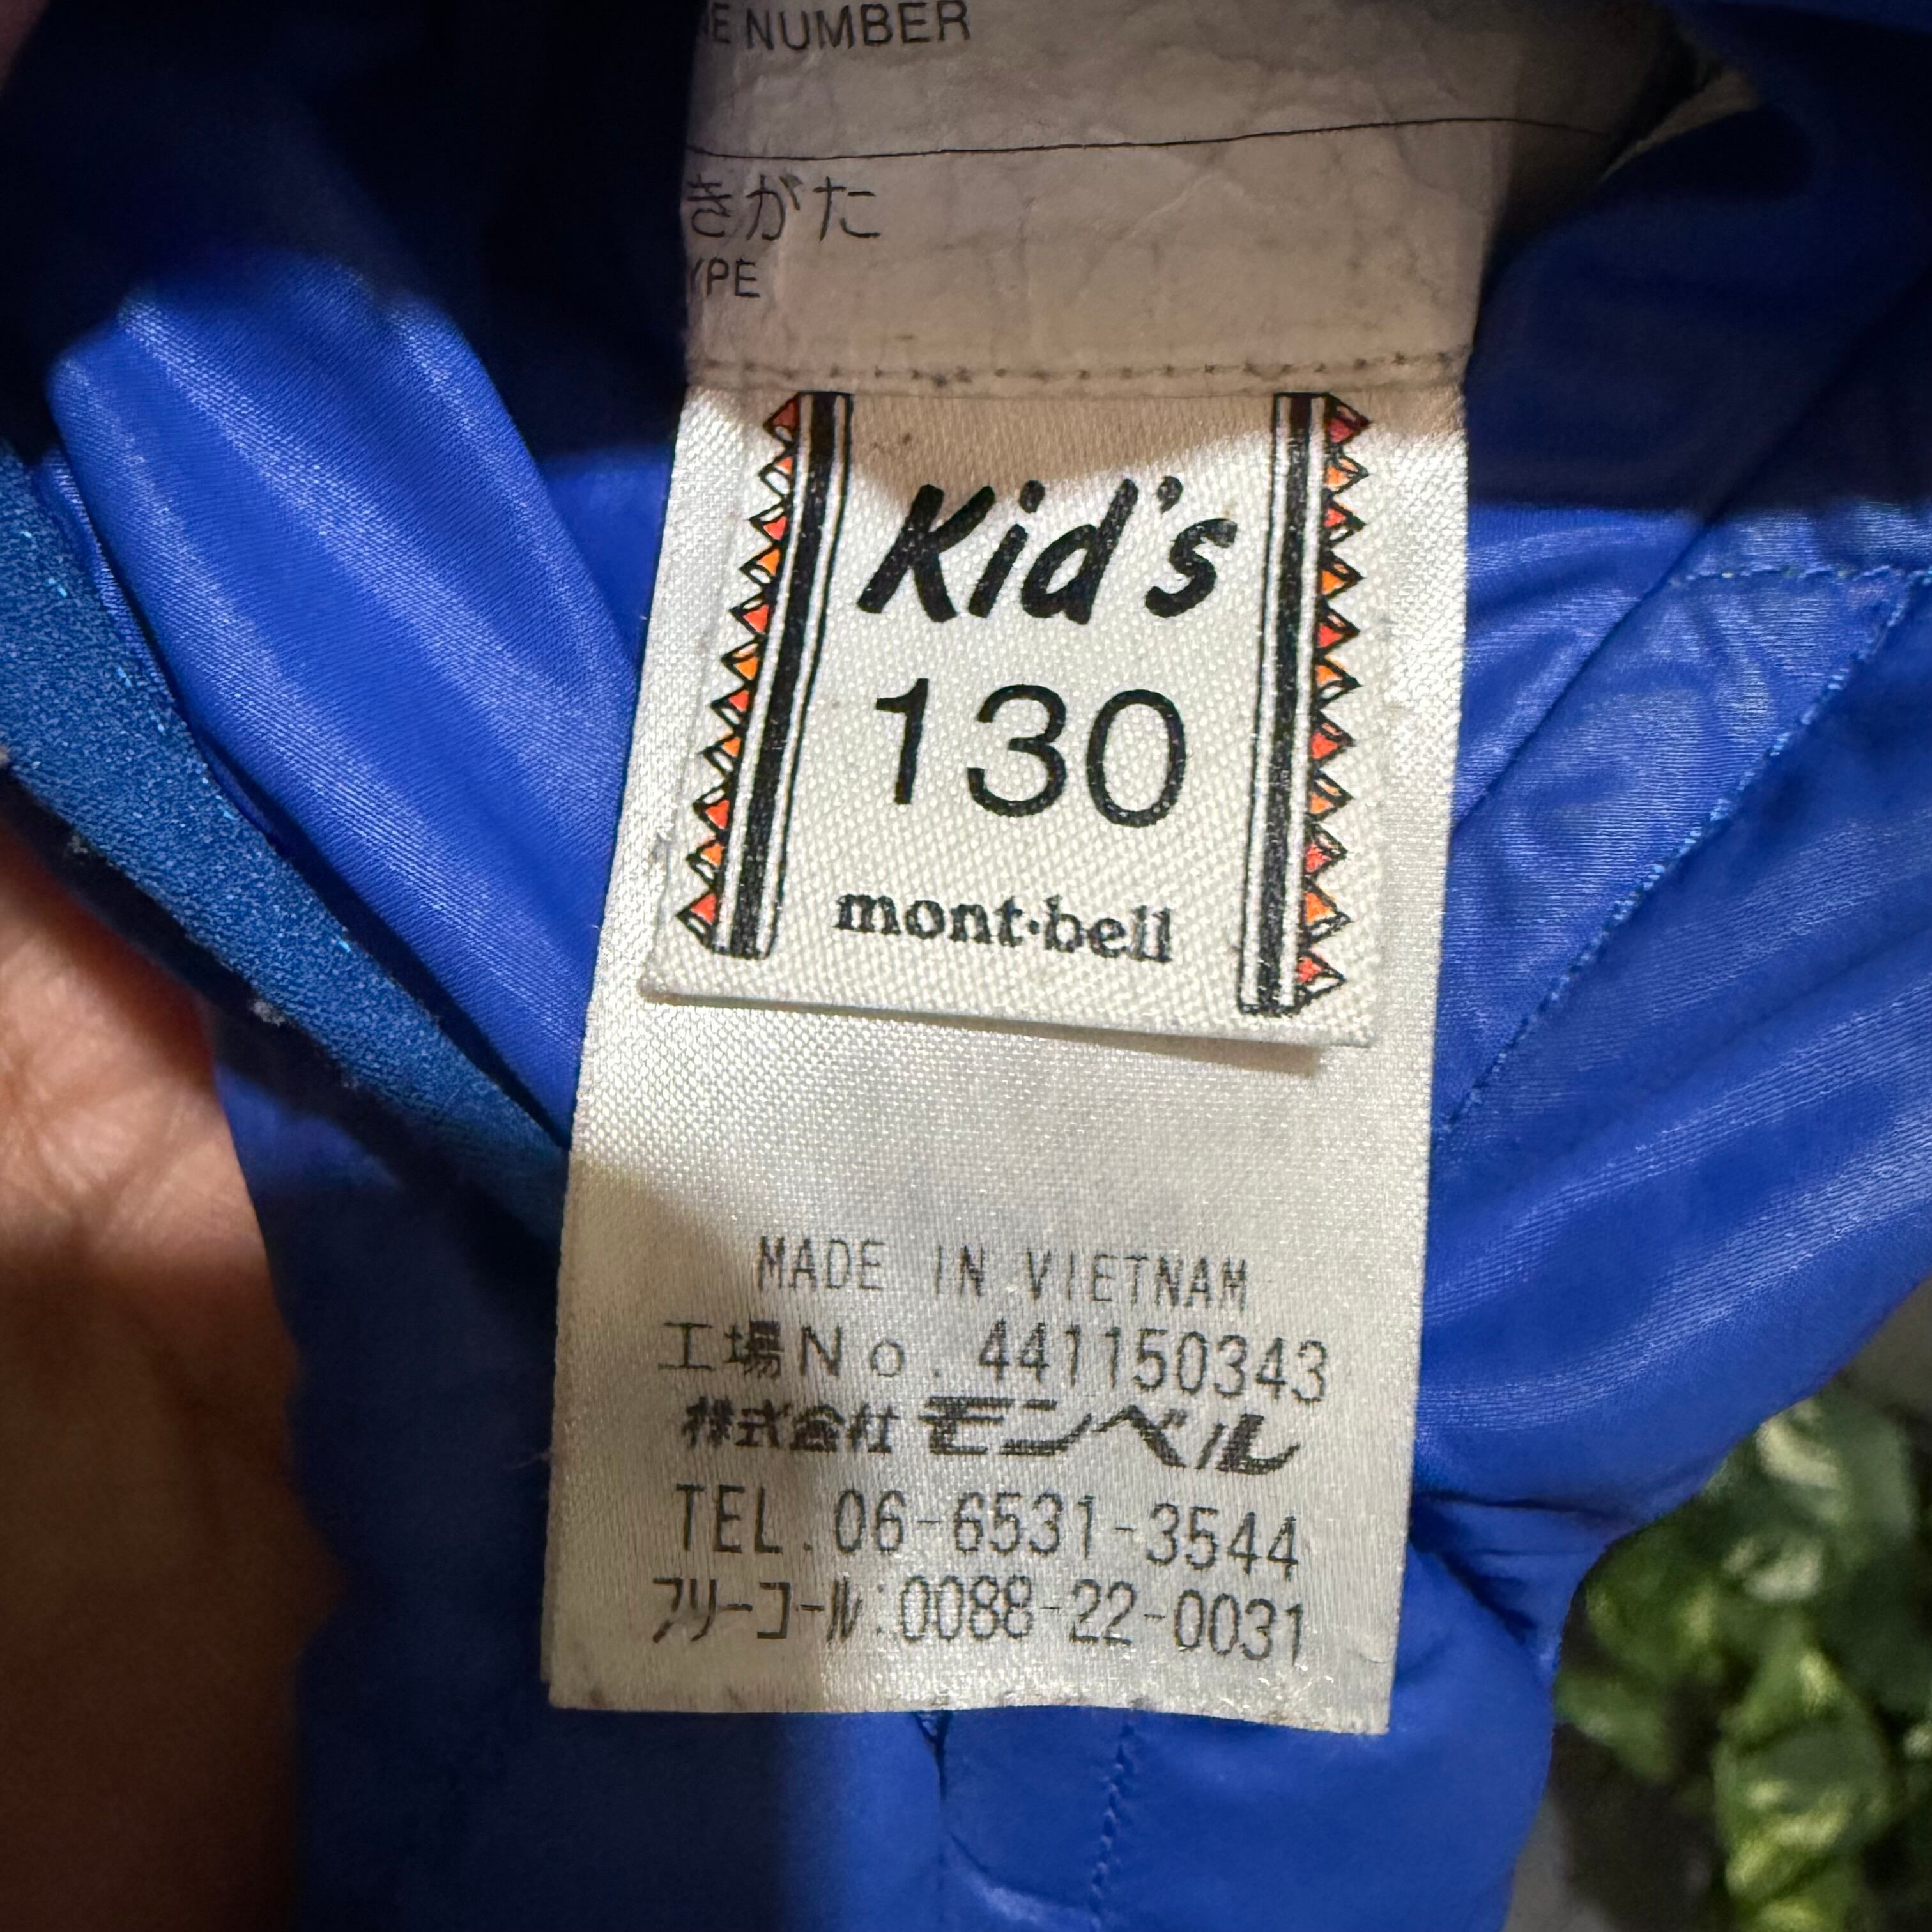 NUMBER
きがた
YPE
Kid's
130
mont·bell
MADE IN VIETNAM
工場No. 441150343
株式会社モンベル
TEL.06-6531-3544
フリーコール:0088-22-0031